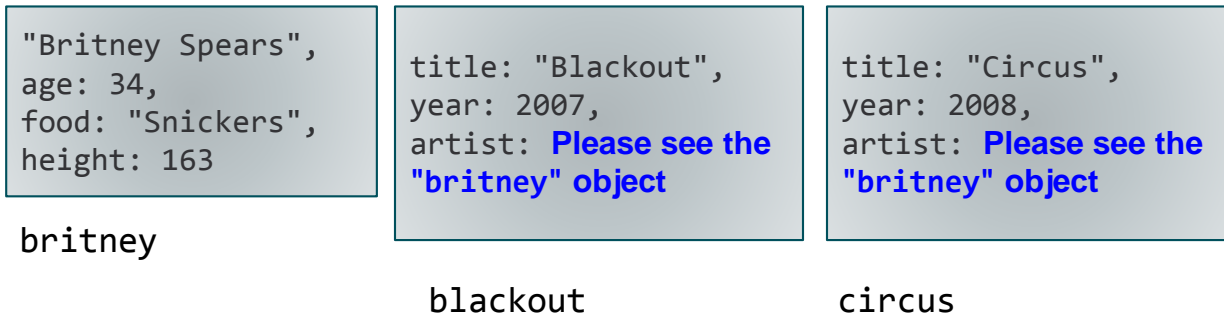 "Britney Spears",
age: 34,
food: "Snickers",
height: 163
britney
title: "Blackout",
year: 2007,
artist: Please see the
"britney" object
blackout
title: "Circus",
year: 2008,
artist: Please see the
"britney" object
circus